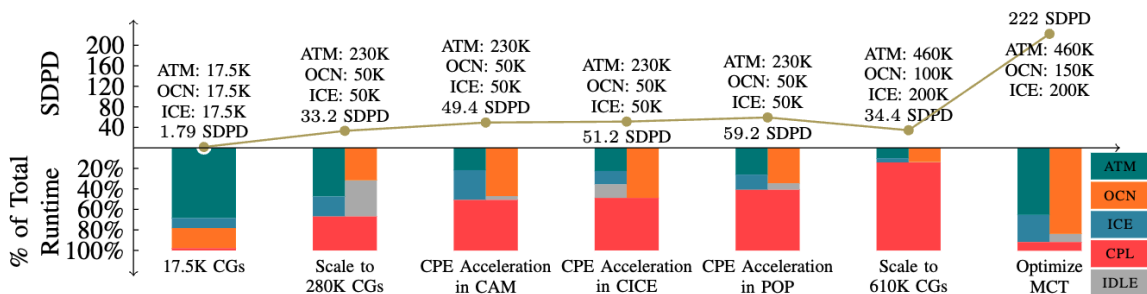 SDPD
200
160
120
80
40
ATM: 17.5K
OCN: 17.5K
ICE: 17.5K
1.79 SDPD
ATM: 230K
OCN: 50K
ICE: 50K
33.2 SDPD
ATM: 230K
OCN: 50K
ICE: 50K
49.4 SDPD
ATM: 230K
OCN: 50K
ICE: 50K
51.2 SDPD
ATM: 230K
OCN: 50K
ICE: 50K
59.2 SDPD
ATM: 460K
OCN: 100K
ICE: 200K
34.4 SDPD
222 SDPD
ATM: 460K
OCN: 150K
ICE: 200K
% of Total
Runtime
20%
40%
60%
80%
100%
17.5K CGs
Scale to
280K CGs
CPE Acceleration
in CAM
CPE Acceleration
in CICE
CPE Acceleration
in POP
Scale to
610K CGs
Optimize
MCT
ATM
OCN
ICE
CPL
IDLE